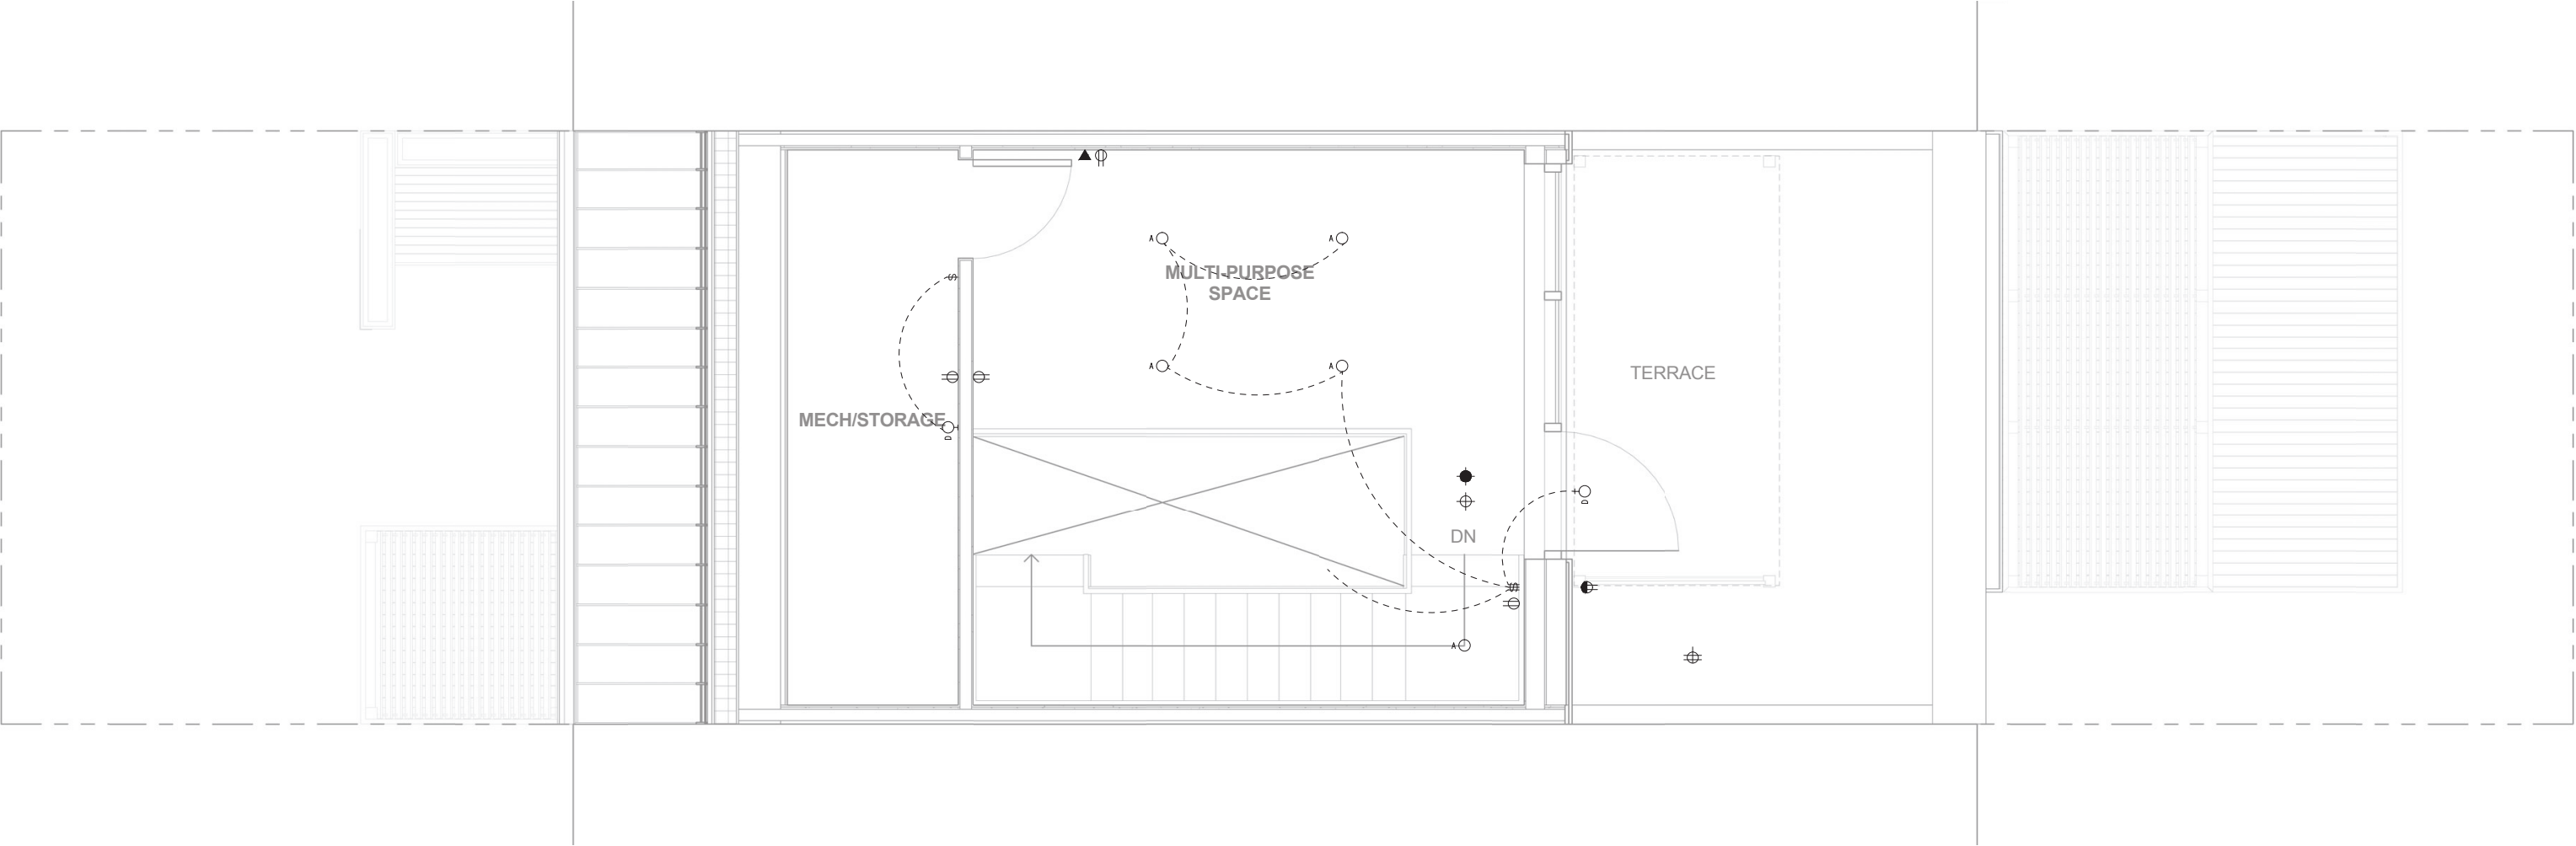 A
A
MULTI-PURPOSE
SPACE
S
A
A
TERRACE
MECH/STORAGE
D
D
DN
A